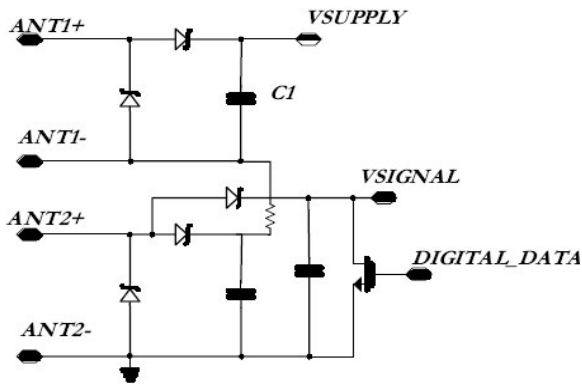 ANT1+
VSUPPLY
C1
ANT1-
VSIGNAL
ANT2+
DIGITAL_DATA
ANT2-